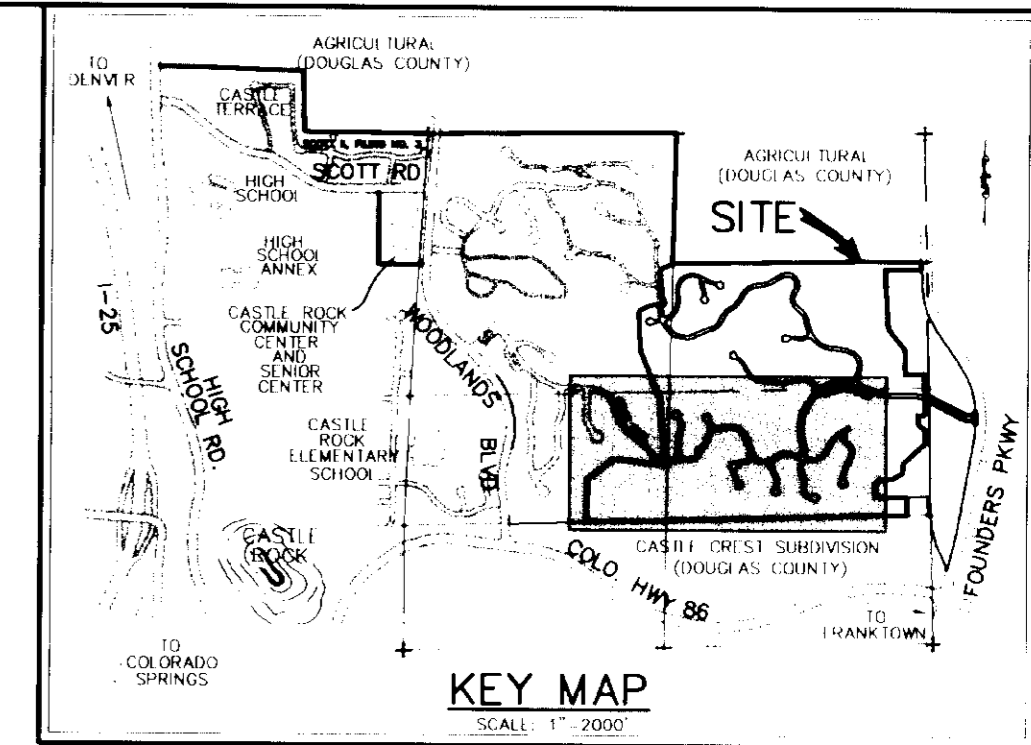 AGRICULTURAL
(DOUGLAS COUNTY)
TO
DENVER
CASTLE
TERRACE
SCOTT RD
HIGH
SCHOOL
HIGH
SCHOOL
ANNEX
CASTLE ROCK
COMMUNITY
CENTER
AND
SENIOR
CENTER
CASTLE
ROCK
ELEMENTARY
SCHOOL
I-25
HIGH
SCHOOL RD.
WOODLANDS
BLVD
AGRICULTURAL
(DOUGLAS COUNTY)
SITE
FOUNDERS PKWY
CASTLE
ROCK
COLO. HWY 86
CASTLE CREST SUBDIVISION
(DOUGLAS COUNTY)
TO
FRANKTOWN
TO
COLORADO
SPRINGS
KEY MAP
SCALE: 1"-2000'